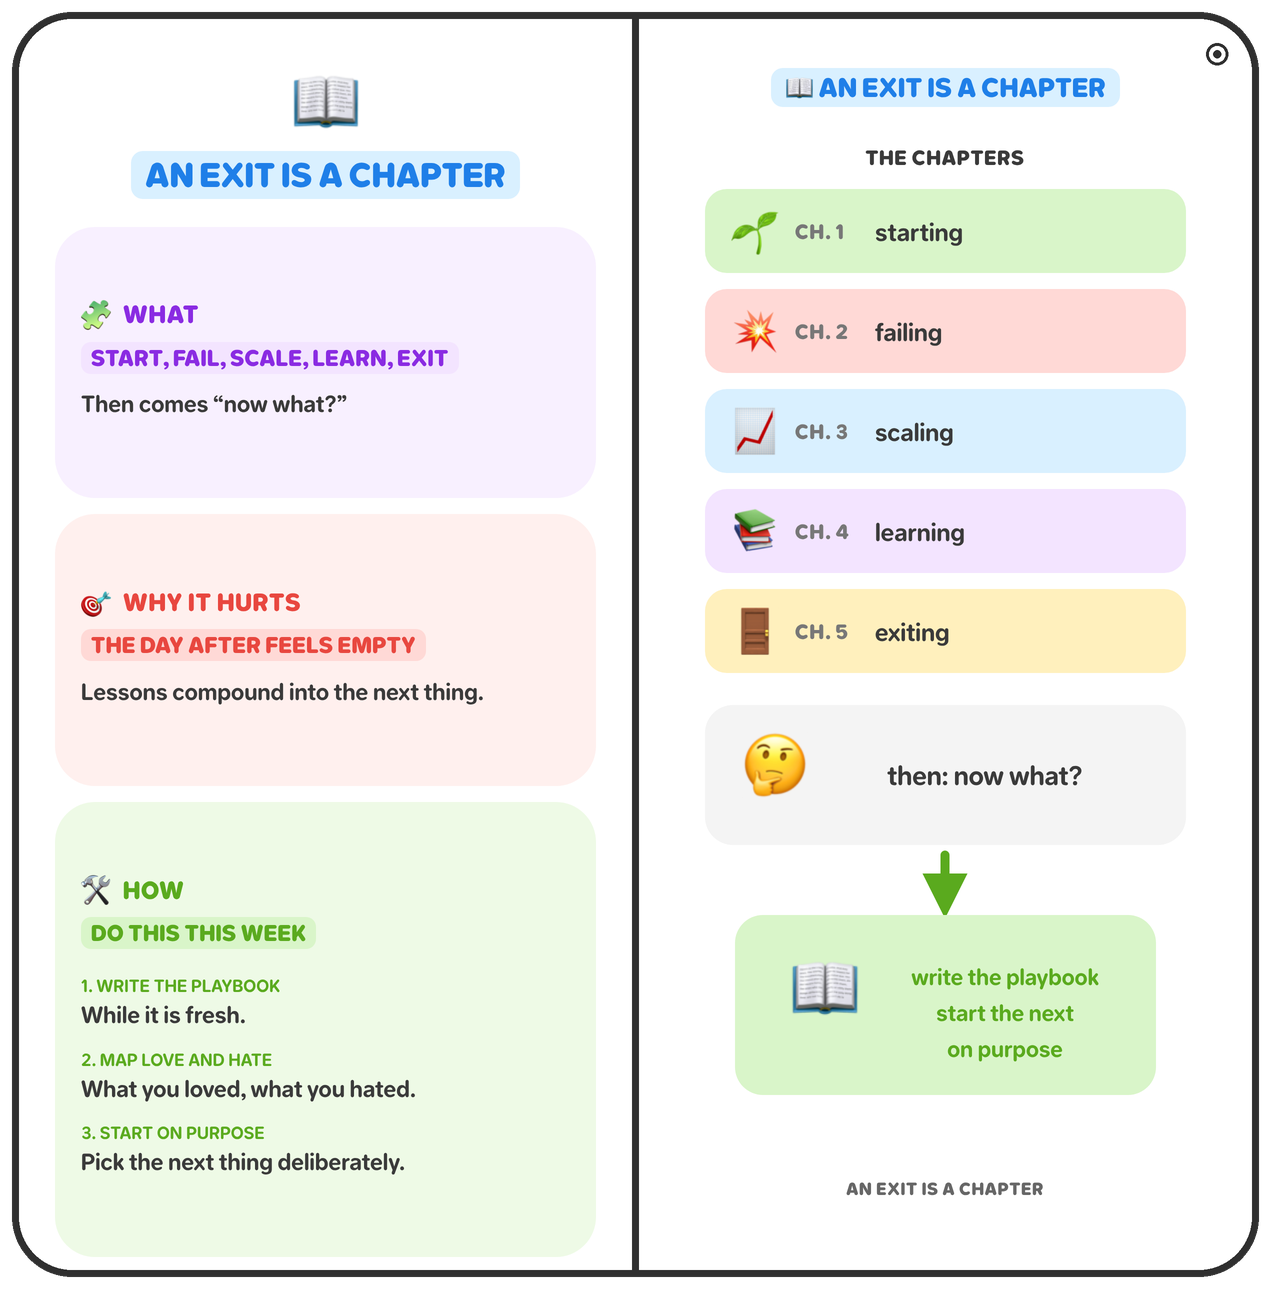 AN EXIT IS A CHAPTER
WHAT
START, FAIL, SCALE, LEARN, EXIT
Then comes “now what?”
WHY IT HURTS
THE DAY AFTER FEELS EMPTY
Lessons compound into the next thing.
HOW
DO THIS THIS WEEK
1. WRITE THE PLAYBOOK
While it is fresh.
2. MAP LOVE AND HATE
What you loved, what you hated.
3. START ON PURPOSE
Pick the next thing deliberately.
AN EXIT IS A CHAPTER
THE CHAPTERS
CH. 1 starting
CH. 2 failing
CH. 3 scaling
CH. 4 learning
CH. 5 exiting
then: now what?
write the playbook
start the next
on purpose
AN EXIT IS A CHAPTER